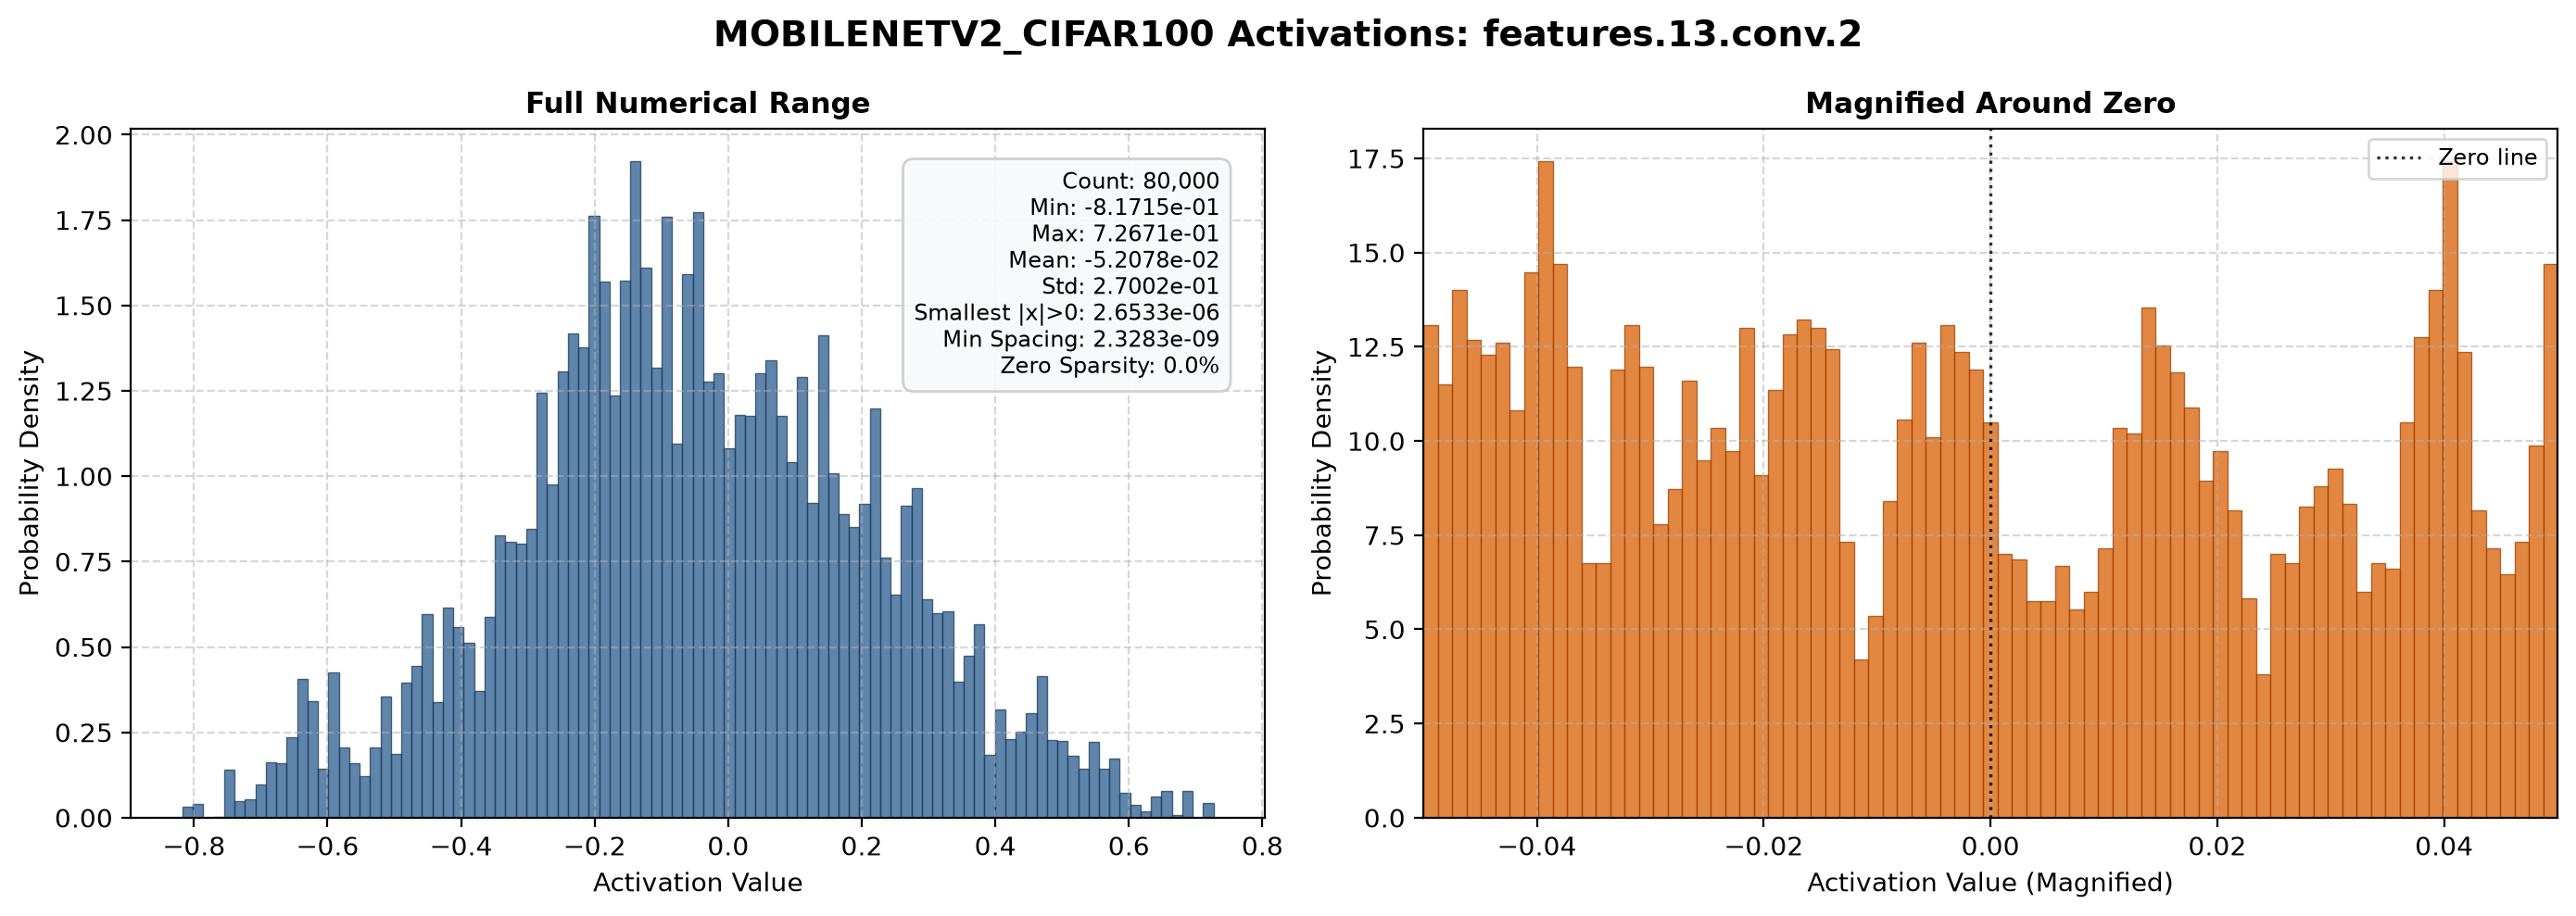 MOBILENETV2_CIFAR100 Activations: features.13.conv.2
Full Numerical Range
Probability Density
2.00
1.75
1.50
1.25
1.00
0.75
0.50
0.25
0.00
Count: 80,000
Min: -8.1715e-01
Max: 7.2671e-01
Mean: -5.2078e-02
Std: 2.7002e-01
Smallest |x|>0: 2.6533e-06
Min Spacing: 2.3283e-09
Zero Sparsity: 0.0%
−0.8 −0.6 −0.4 −0.2 0.0 0.2 0.4 0.6 0.8
Activation Value
Magnified Around Zero
Probability Density
17.5
15.0
12.5
10.0
7.5
5.0
2.5
0.0
Zero line
−0.04 −0.02 0.00 0.02 0.04
Activation Value (Magnified)